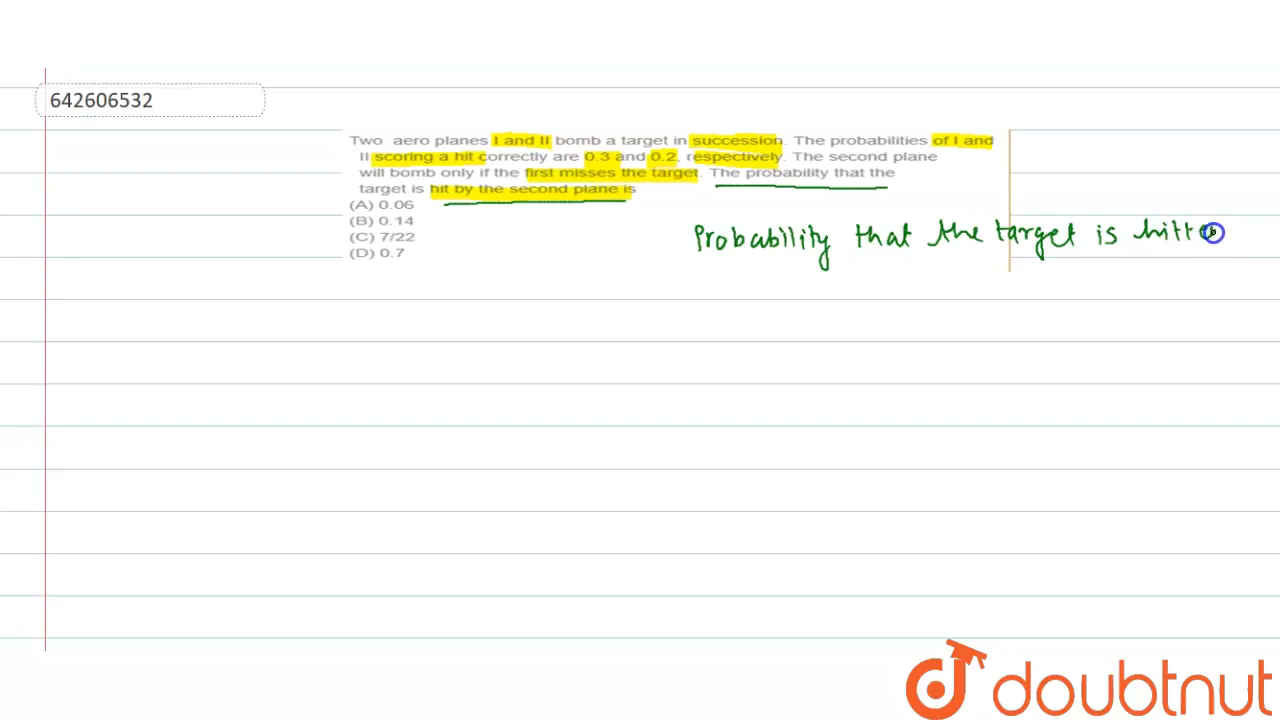 642606532
Two aero planes I and II bomb a target in succession. The probabilities of I and
II scoring a hit correctly are 0.3 and 0.2, respectively. The second plane
will bomb only if the first misses the target. The probability that the
target is hit by the second plane is
(A) 0.06
(B) 0.14
(C) 7/22
(D) 0.7
Probability that the target is hitte
doubtnut